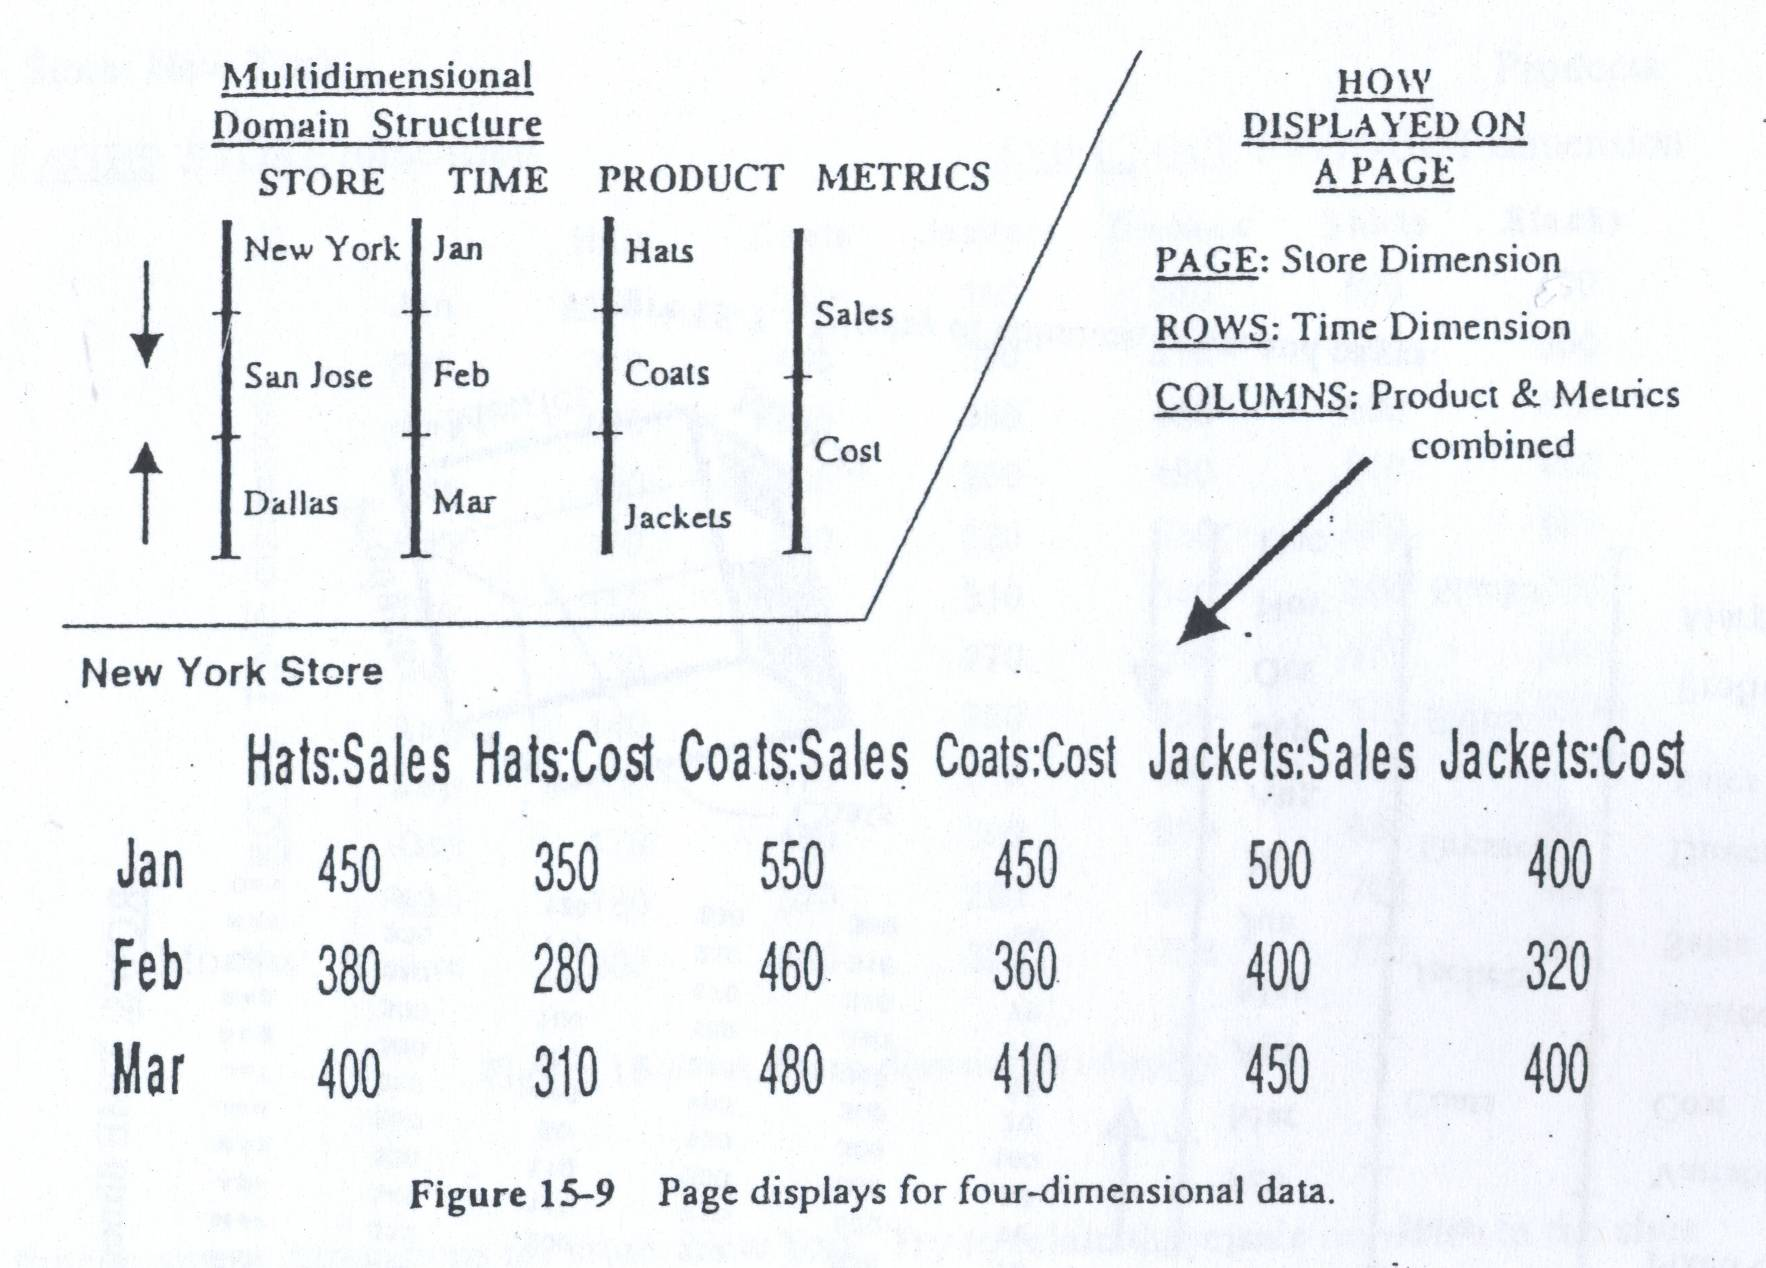 Multidimensional
Domain Structure
STORE TIME PRODUCT METRICS
New York Jan Hats
Sales
San Jose Feb Coats
Cost
Dallas Mar Jackets
HOW
DISPLAYED ON
A PAGE
PAGE: Store Dimension
ROWS: Time Dimension
COLUMNS: Product & Metrics
combined
New York Store
Hats:Sales Hats:Cost Coats:Sales Coats:Cost Jackets:Sales Jackets:Cost
Jan 450 350 550 450 500 400
Feb 380 280 460 360 400 320
Mar 400 310 480 410 450 400
Figure 15-9 Page displays for four-dimensional data.